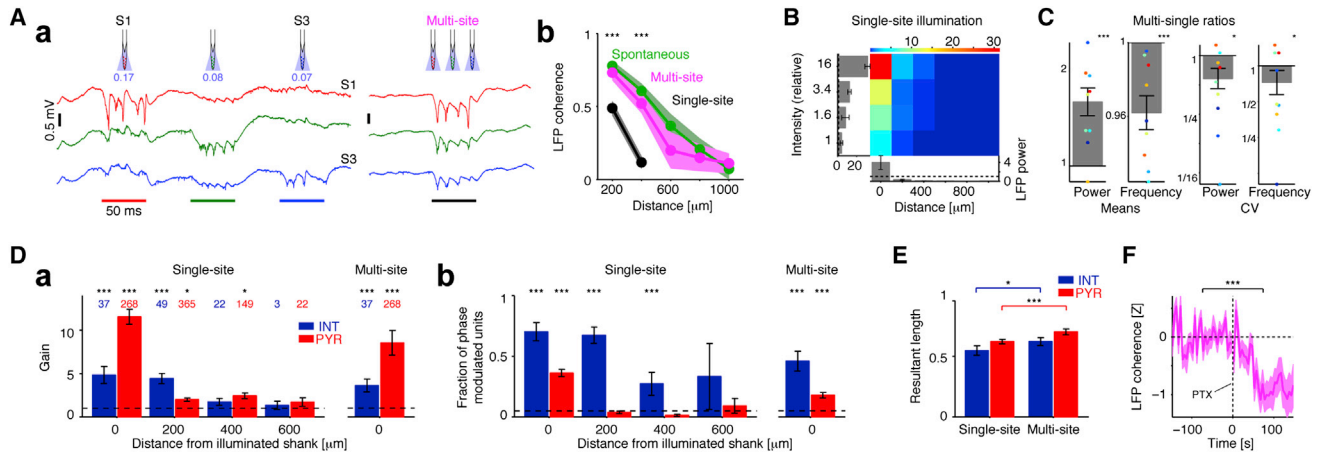 A
a
S1
S3
Multi-site
0.17
0.08
0.07
S1
S3
0.5 mV
50 ms
b
LFP coherence
1
0.5
0
*** ***
Spontaneous
Multi-site
Single-site
200 400 600 800 1000
Distance [μm]
B
Single-site illumination
0 10 20 30
Intensity (relative)
16
3.4
1.6
1
0 20
4
0
LFP power
0 400 800
Distance [μm]
C
Multi-single ratios
*** *** * *
2
1
0.96
1
1/4
1/16
1
1/2
1/4
Power Frequency Power Frequency
Means CV
D
a
Single-site Multi-site
*** *** *** * * *** ***
37 268 49 365 22 149 3 22 37 268
INT
PYR
Gain
10
5
0
0 200 400 600 0
Distance from illuminated shank [μm]
b
Single-site Multi-site
*** *** *** *** *** ***
Fraction of phase
modulated units
1
0.5
0
0 200 400 600 0
Distance from illuminated shank [μm]
E
INT
PYR
*
***
Resultant length
1
0.5
0
Single-site Multi-site
F
***
LFP coherence [Z]
0
−1
PTX
−100 0 100
Time [s]